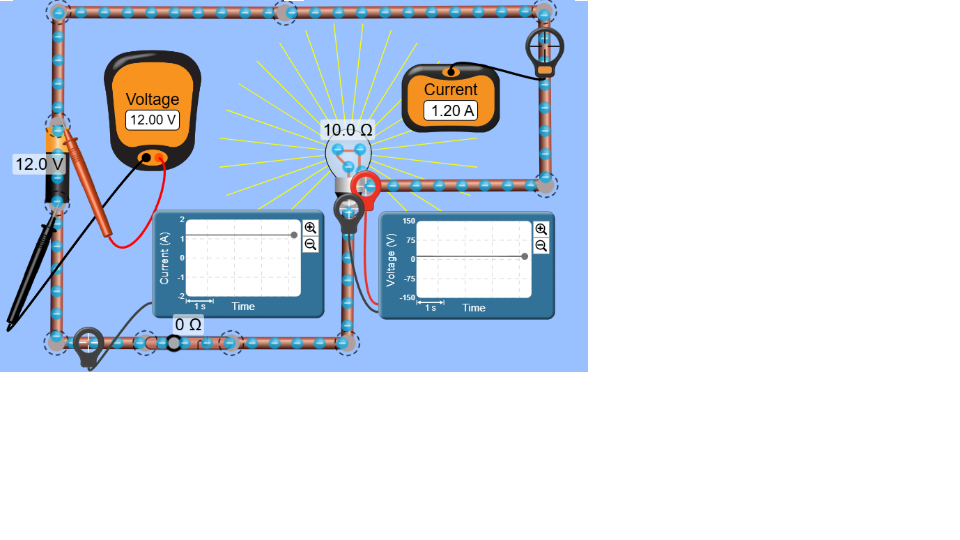 Voltage
12.00 V
Current
1.20 A
10.0 Ω
12.0 V
Current (A)
2
1
0
-1
-2
1 s
Time
Voltage (V)
150
75
0
-75
-150
1 s
Time
0 Ω